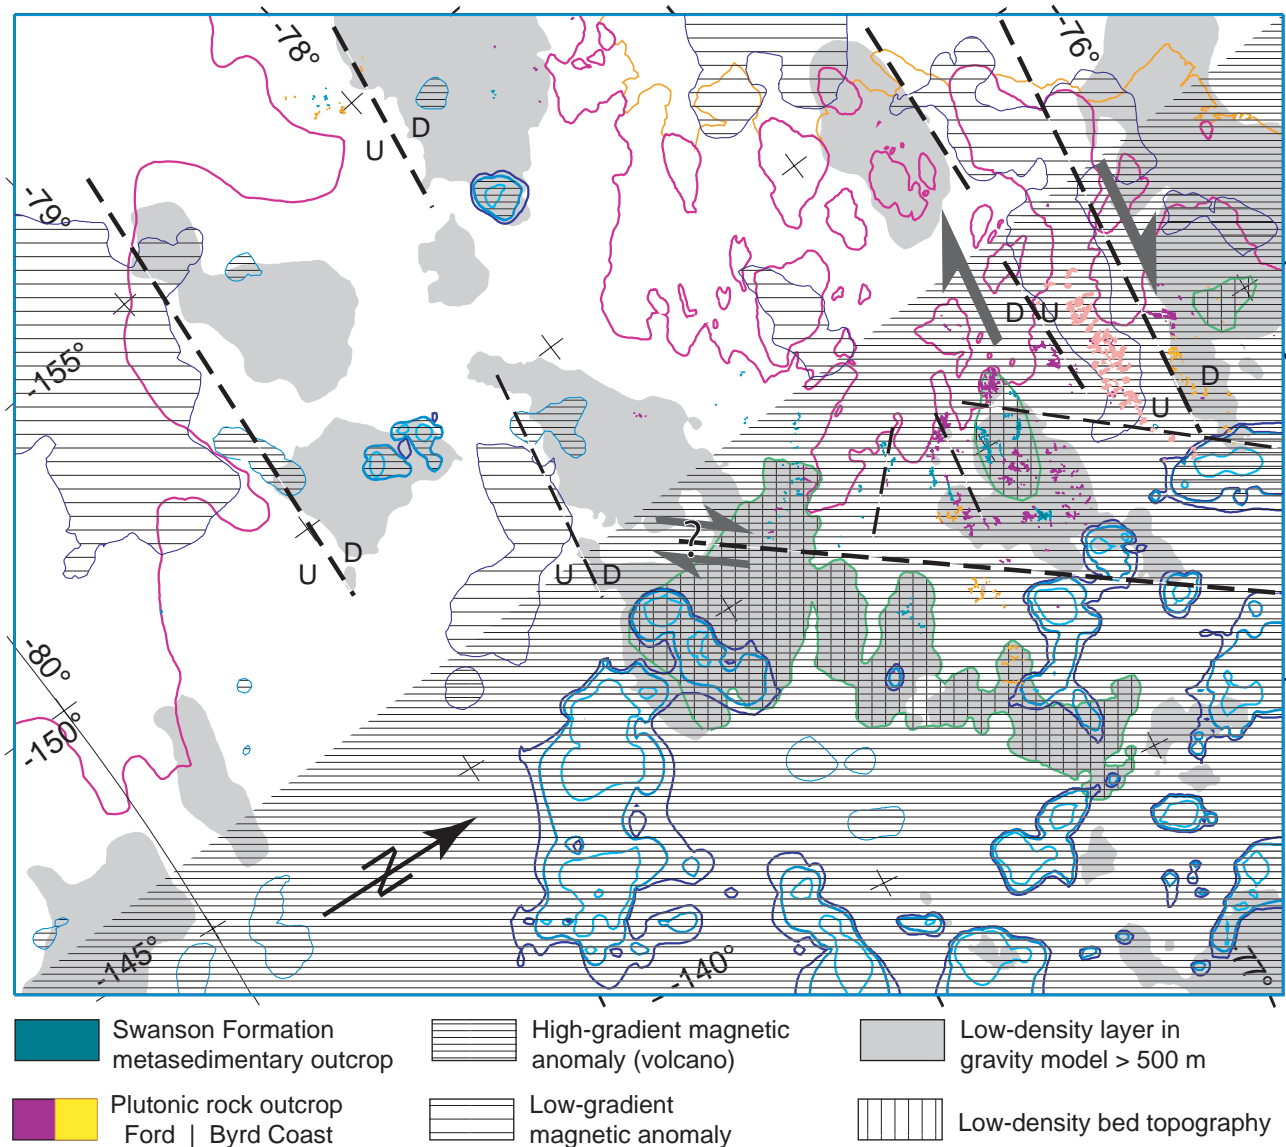 -78°
-76°
D
U
-79°
D
U
-155°
D
U
?
D
U
U
D
-80°
-150°
N
-145°
-140°
-77°
Swanson Formation
metasedimentary outcrop
High-gradient magnetic
anomaly (volcano)
Low-density layer in
gravity model > 500 m
Plutonic rock outcrop
Ford | Byrd Coast
Low-gradient
magnetic anomaly
Low-density bed topography